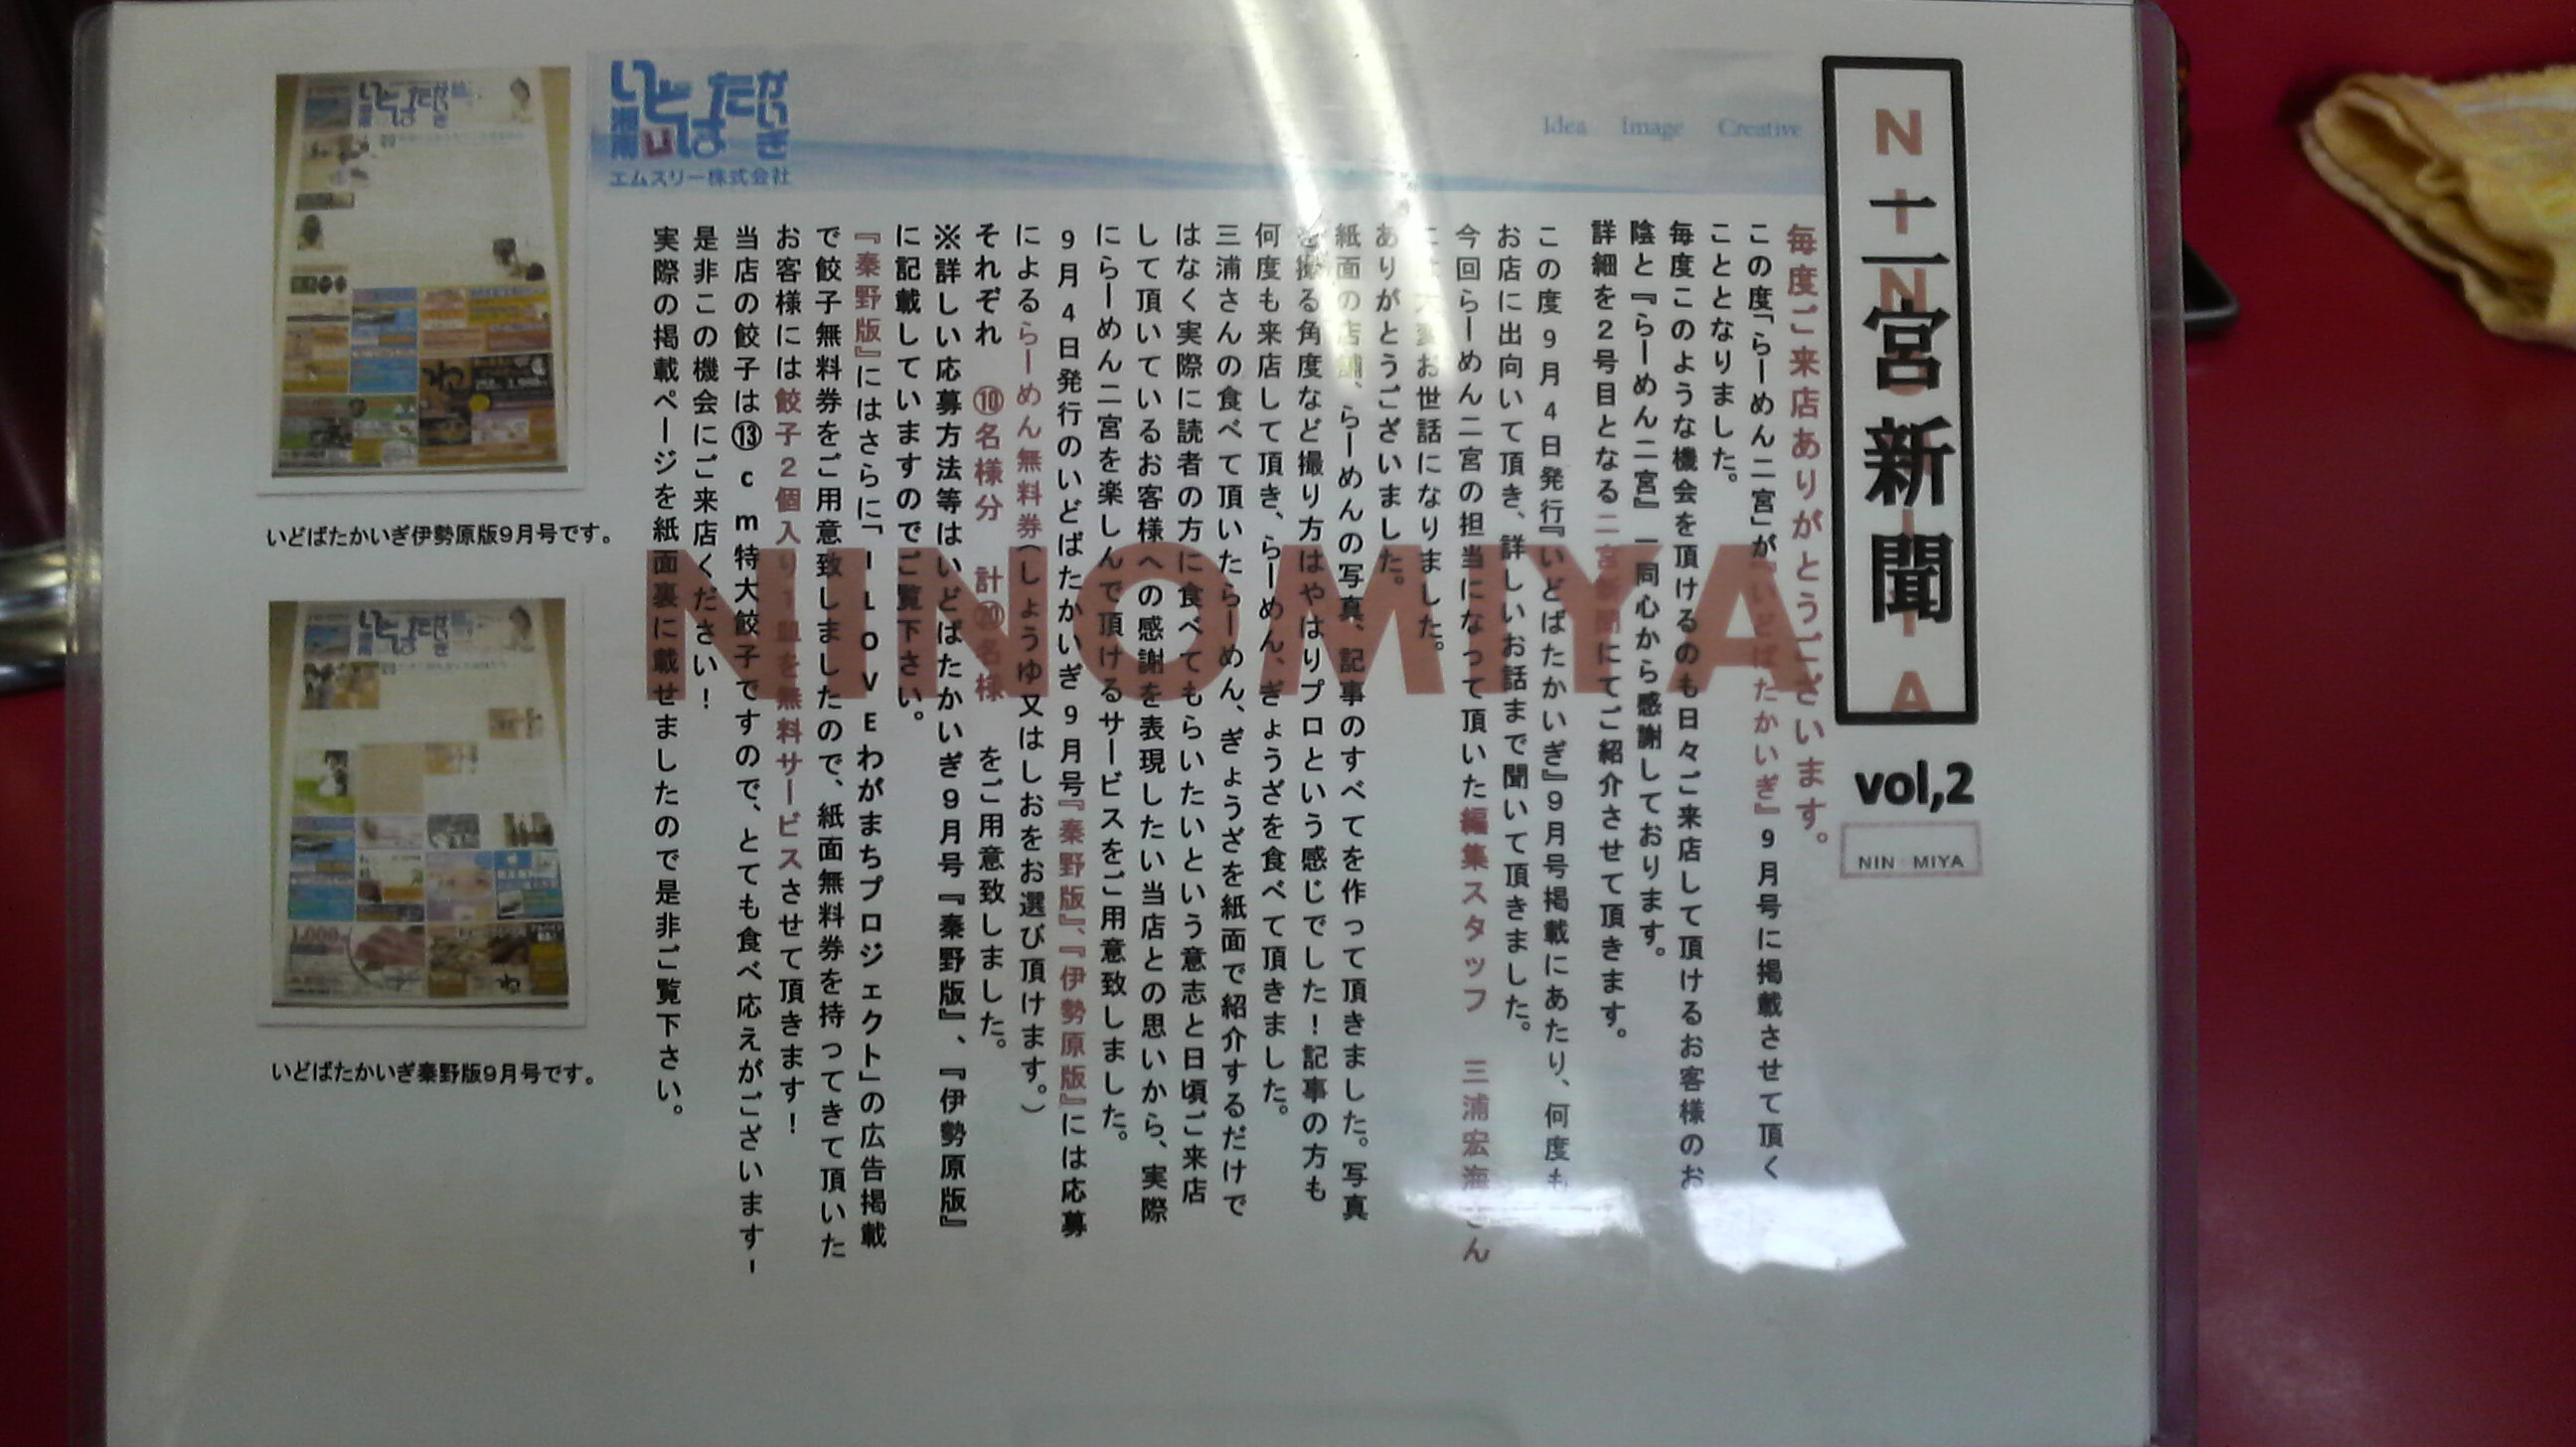 二宮新聞
NINOMIYA
vol,2
NIN MIYA
Idea Image Creative
いどばたかいぎ
湘南
エムスリー株式会社
毎度ご来店ありがとうございます。
この度「らーめん二宮」が『いどばたかいぎ』9月号に掲載させて頂く
こととなりました。
毎度このような機会を頂けるのも日々ご来店して頂けるお客様のお
陰と『らーめん二宮』一同心から感謝しております。
詳細を2号目となる二宮新聞にてご紹介させて頂きます。
この度9月4日発行『いどばたかいぎ』9月号掲載にあたり、何度も
お店に出向いて頂き、詳しいお話まで聞いて頂きました。
今回らーめん二宮の担当になって頂いた編集スタッフ 三浦宏海さん
には大変お世話になりました。
ありがとうございました。
紙面の店舗、らーめんの写真、記事のすべてを作って頂きました。写真
を撮る角度など撮り方はやはりプロという感じでした!記事の方も
何度も来店して頂き、らーめん、ぎょうざを食べて頂きました。
三浦さんの食べて頂いたらーめん、ぎょうざを紙面で紹介するだけで
はなく実際に読者の方に食べてもらいたいという意志と日頃ご来店
して頂いているお客様への感謝を表現したい当店との思いから、実際
にらーめん二宮を楽しんで頂けるサービスをご用意致しました。
9月4日発行のいどばたかいぎ9月号『秦野版』、『伊勢原版』には応募
によるらーめん無料券(しょうゆ又はしおをお選び頂けます。)
それぞれ ⑩名様分 計⑳名様 をご用意致しました。
※詳しい応募方法等はいどばたかいぎ9月号『秦野版』、『伊勢原版』
に記載していますのでご覧下さい。
『秦野版』にはさらに「I LOVEわがまちプロジェクト」の広告掲載
で餃子無料券をご用意致しましたので、紙面無料券を持ってきて頂いた
お客様には餃子2個入り1皿を無料サービスさせて頂きます!
当店の餃子は⑬cm特大餃子ですので、とても食べ応えがございます!
是非この機会にご来店ください!
実際の掲載ページを紙面裏に載せましたので是非ご覧下さい。
NINOMIYA
いどばたかいぎ伊勢原版9月号です。
いどばたかいぎ秦野版9月号です。